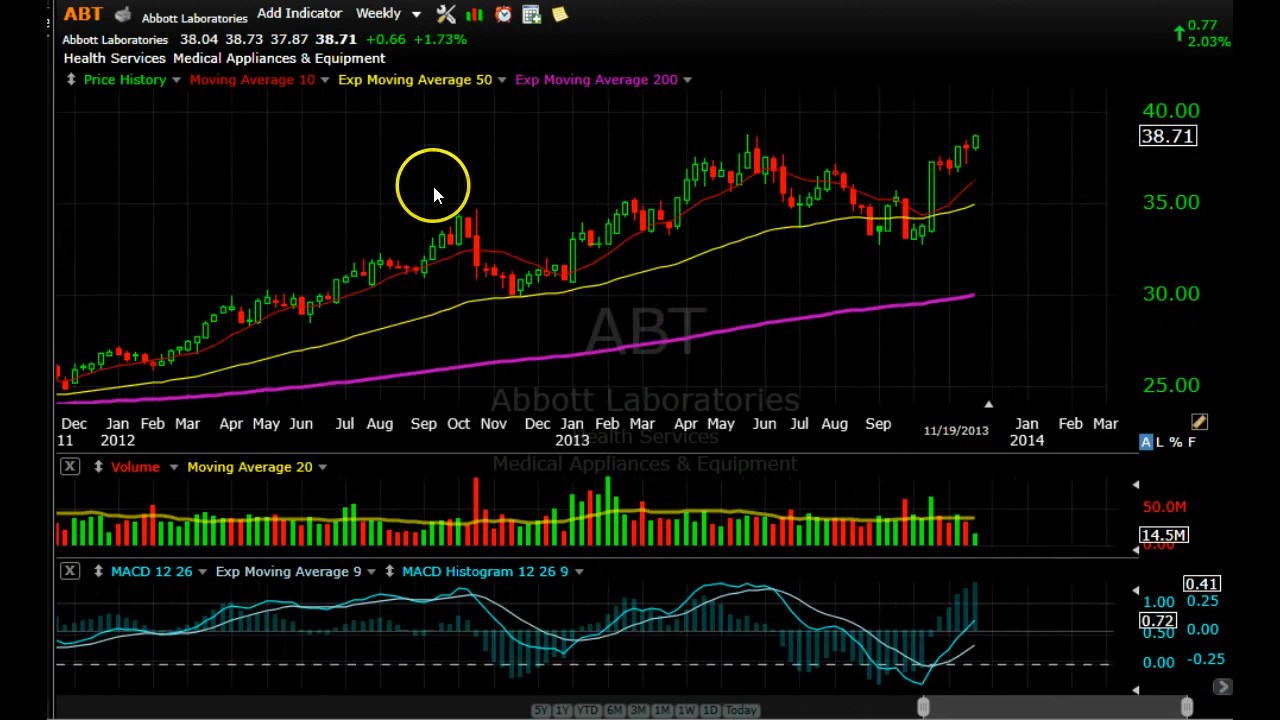 ABT Abbott Laboratories Add Indicator Weekly
Abbott Laboratories 38.04 38.73 37.87 38.71 +0.66 +1.73%
0.77
2.03%
Health Services Medical Appliances & Equipment
Price History Moving Average 10 Exp Moving Average 50 Exp Moving Average 200
40.00
38.71
35.00
30.00
25.00
ABT
Abbott Laboratories
Health Services
Medical Appliances & Equipment
Dec Jan Feb Mar Apr May Jun Jul Aug Sep Oct Nov Dec Jan Feb Mar Apr May Jun Jul Aug Sep 11/19/2013 Jan Feb Mar
11 2012 2013 2014
A L % F
X Volume Moving Average 20
50.0M
14.5M
0.00
X MACD 12 26 Exp Moving Average 9 MACD Histogram 12 26 9
0.41
1.00 0.25
0.72
0.50 0.00
0.00 -0.25
5Y 1Y YTD 6M 3M 1M 1W 1D Today